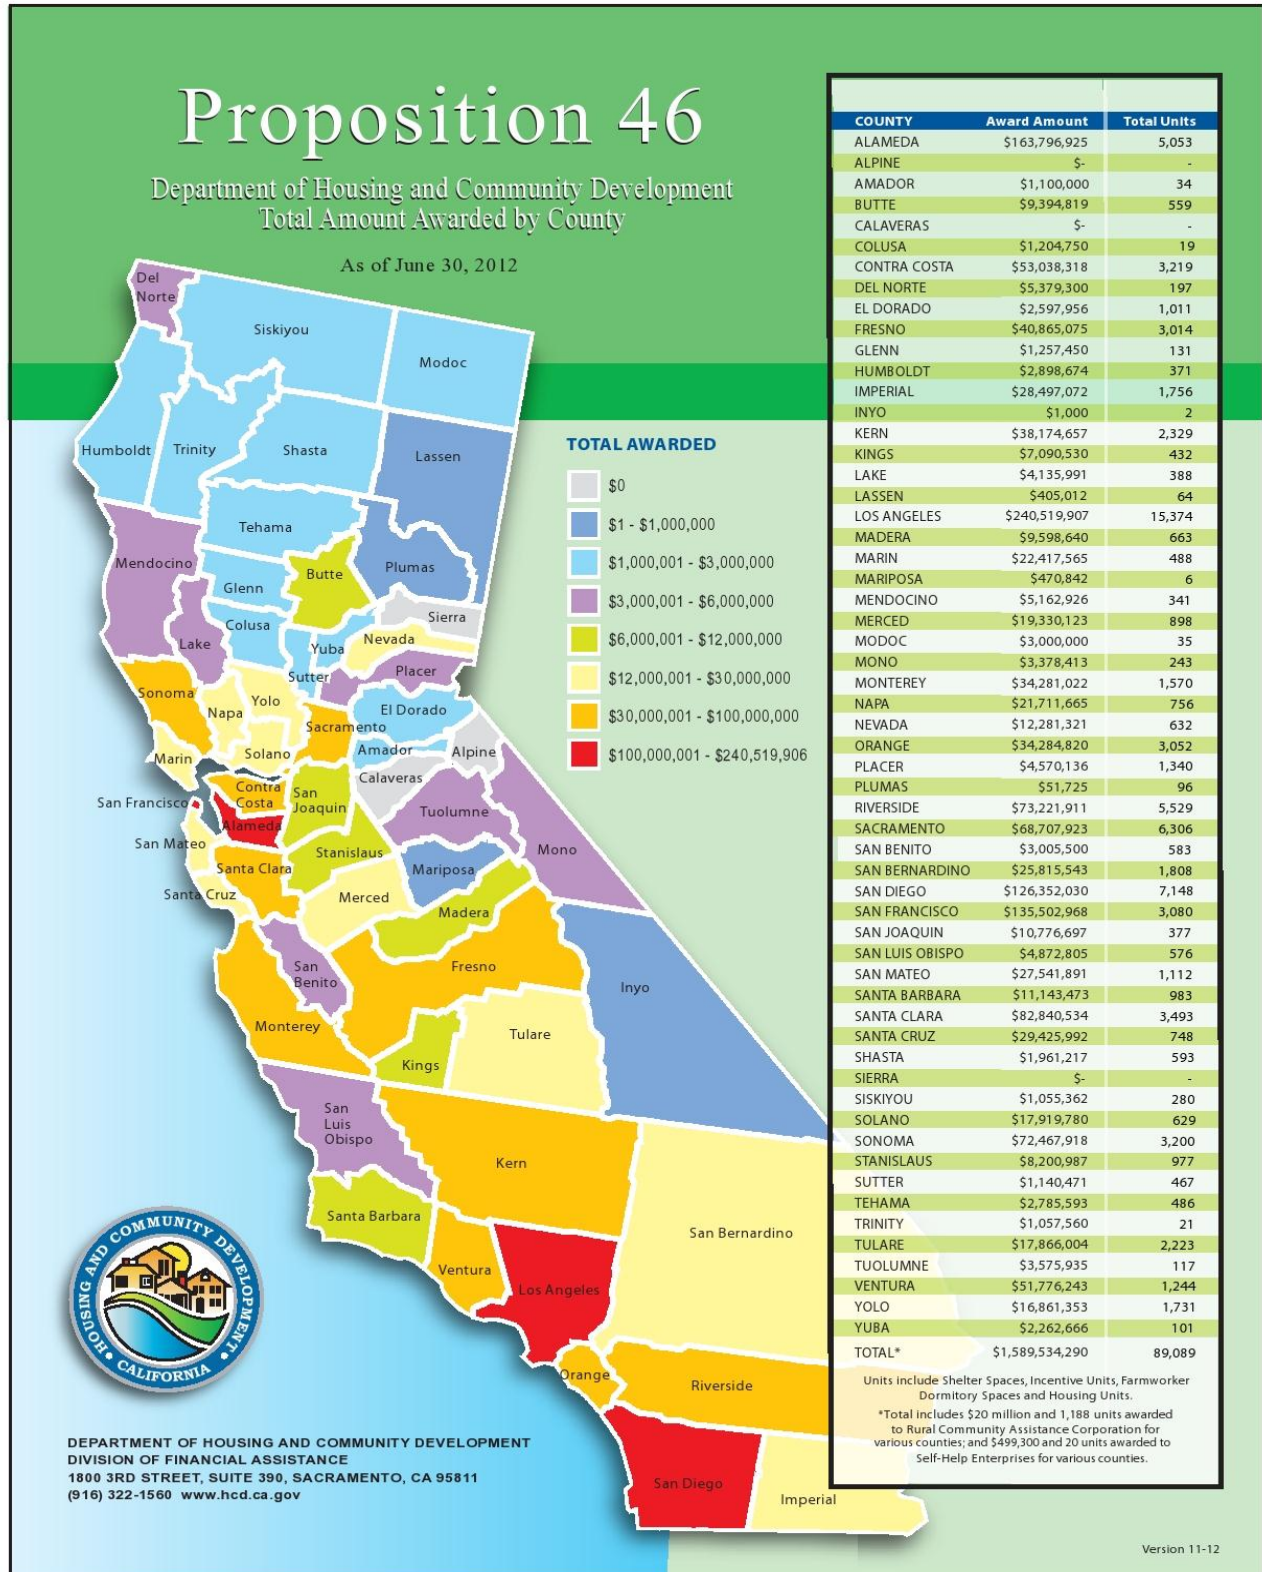 Proposition 46
Department of Housing and Community Development
Total Amount Awarded by County
As of June 30, 2012
COUNTY Award Amount Total Units
ALAMEDA $163,796,925 5,053
ALPINE $- -
AMADOR $1,100,000 34
BUTTE $9,394,819 559
CALAVERAS $- -
COLUSA $1,204,750 19
CONTRA COSTA $53,038,318 3,219
DEL NORTE $5,379,300 197
EL DORADO $2,597,956 1,011
FRESNO $40,865,075 3,014
GLENN $1,257,450 131
HUMBOLDT $2,898,674 371
IMPERIAL $28,497,072 1,756
INYO $1,000 2
KERN $38,174,657 2,329
KINGS $7,090,530 432
LAKE $4,135,991 388
LASSEN $405,012 64
LOS ANGELES $240,519,907 15,374
MADERA $9,598,640 663
MARIN $22,417,565 488
MARIPOSA $470,842 6
MENDOCINO $5,162,926 341
MERCED $19,330,123 898
MODOC $3,000,000 35
MONO $3,378,413 243
MONTEREY $34,281,022 1,570
NAPA $21,711,665 756
NEVADA $12,281,321 632
ORANGE $34,284,820 3,052
PLACER $4,570,136 1,340
PLUMAS $51,725 96
RIVERSIDE $73,221,911 5,529
SACRAMENTO $68,707,923 6,306
SAN BENITO $3,005,500 583
SAN BERNARDINO $25,815,543 1,808
SAN DIEGO $126,352,030 7,148
SAN FRANCISCO $135,502,968 3,080
SAN JOAQUIN $10,776,697 377
SAN LUIS OBISPO $4,872,805 576
SAN MATEO $27,541,891 1,112
SANTA BARBARA $11,143,473 983
SANTA CLARA $82,840,534 3,493
SANTA CRUZ $29,425,992 748
SHASTA $1,961,217 593
SIERRA $- -
SISKIYOU $1,055,362 280
SOLANO $17,919,780 629
SONOMA $72,467,918 3,200
STANISLAUS $8,200,987 977
SUTTER $1,140,471 467
TEHAMA $2,785,593 486
TRINITY $1,057,560 21
TULARE $17,866,004 2,223
TUOLUMNE $3,575,935 117
VENTURA $51,776,243 1,244
YOLO $16,861,353 1,731
YUBA $2,262,666 101
TOTAL* $1,589,534,290 89,089
Units include Shelter Spaces, Incentive Units, Farmworker
Dormitory Spaces and Housing Units.
*Total includes $20 million and 1,188 units awarded
to Rural Community Assistance Corporation for
various counties; and $499,300 and 20 units awarded to
Self-Help Enterprises for various counties.
TOTAL AWARDED
$0
$1 - $1,000,000
$1,000,001 - $3,000,000
$3,000,001 - $6,000,000
$6,000,001 - $12,000,000
$12,000,001 - $30,000,000
$30,000,001 - $100,000,000
$100,000,001 - $240,519,906
Del
Norte
Siskiyou
Modoc
Humboldt
Trinity
Shasta
Lassen
Tehama
Mendocino
Glenn
Butte
Plumas
Colusa
Lake
Yuba
Sutter
Nevada
Sierra
Placer
Sonoma
Napa
Yolo
Sacramento
El Dorado
Marin
Solano
Amador
Alpine
Calaveras
San Francisco
Contra
Costa
San
Joaquin
Tuolumne
Alameda
San Mateo
Stanislaus
Mono
Santa Clara
Mariposa
Santa Cruz
Merced
Madera
San
Benito
Fresno
Inyo
Monterey
Tulare
Kings
San
Luis
Obispo
Kern
Santa Barbara
San Bernardino
Ventura
Los Angeles
Orange
Riverside
San Diego
Imperial
HOUSING AND COMMUNITY DEVELOPMENT
CALIFORNIA
DEPARTMENT OF HOUSING AND COMMUNITY DEVELOPMENT
DIVISION OF FINANCIAL ASSISTANCE
1800 3RD STREET, SUITE 390, SACRAMENTO, CA 95811
(916) 322-1560 www.hcd.ca.gov
Version 11-12